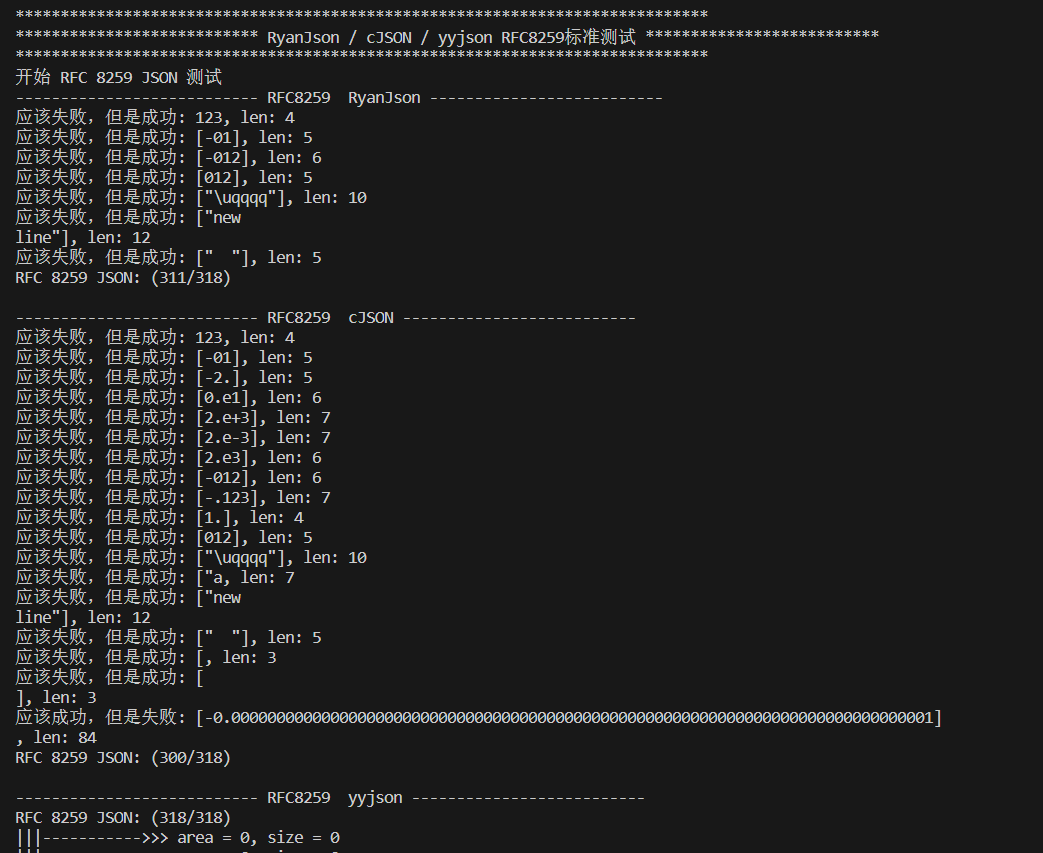 *****************************************************************************
*************************** RyanJson / cJSON / yyjson RFC8259标准测试 **************************
*****************************************************************************
开始 RFC 8259 JSON 测试
--------------------------- RFC8259  RyanJson --------------------------
应该失败，但是成功: 123, len: 4
应该失败，但是成功: [-01], len: 5
应该失败，但是成功: [-012], len: 6
应该失败，但是成功: [012], len: 5
应该失败，但是成功: ["\uqqqq"], len: 10
应该失败，但是成功: ["new
line"], len: 12
应该失败，但是成功: ["  "], len: 5
RFC 8259 JSON: (311/318)
--------------------------- RFC8259  cJSON --------------------------
应该失败，但是成功: 123, len: 4
应该失败，但是成功: [-01], len: 5
应该失败，但是成功: [-2.], len: 5
应该失败，但是成功: [0.e1], len: 6
应该失败，但是成功: [2.e+3], len: 7
应该失败，但是成功: [2.e-3], len: 7
应该失败，但是成功: [2.e3], len: 6
应该失败，但是成功: [-012], len: 6
应该失败，但是成功: [-.123], len: 7
应该失败，但是成功: [1.], len: 4
应该失败，但是成功: [012], len: 5
应该失败，但是成功: ["\uqqqq"], len: 10
应该失败，但是成功: ["a, len: 7
应该失败，但是成功: ["new
line"], len: 12
应该失败，但是成功: ["  "], len: 5
应该失败，但是成功: [, len: 3
应该失败，但是成功: [
], len: 3
应该成功，但是失败: [-0.000000000000000000000000000000000000000000000000000000000000000000000000000001]
, len: 84
RFC 8259 JSON: (300/318)
--------------------------- RFC8259  yyjson --------------------------
RFC 8259 JSON: (318/318)
|||----------->>> area = 0, size = 0